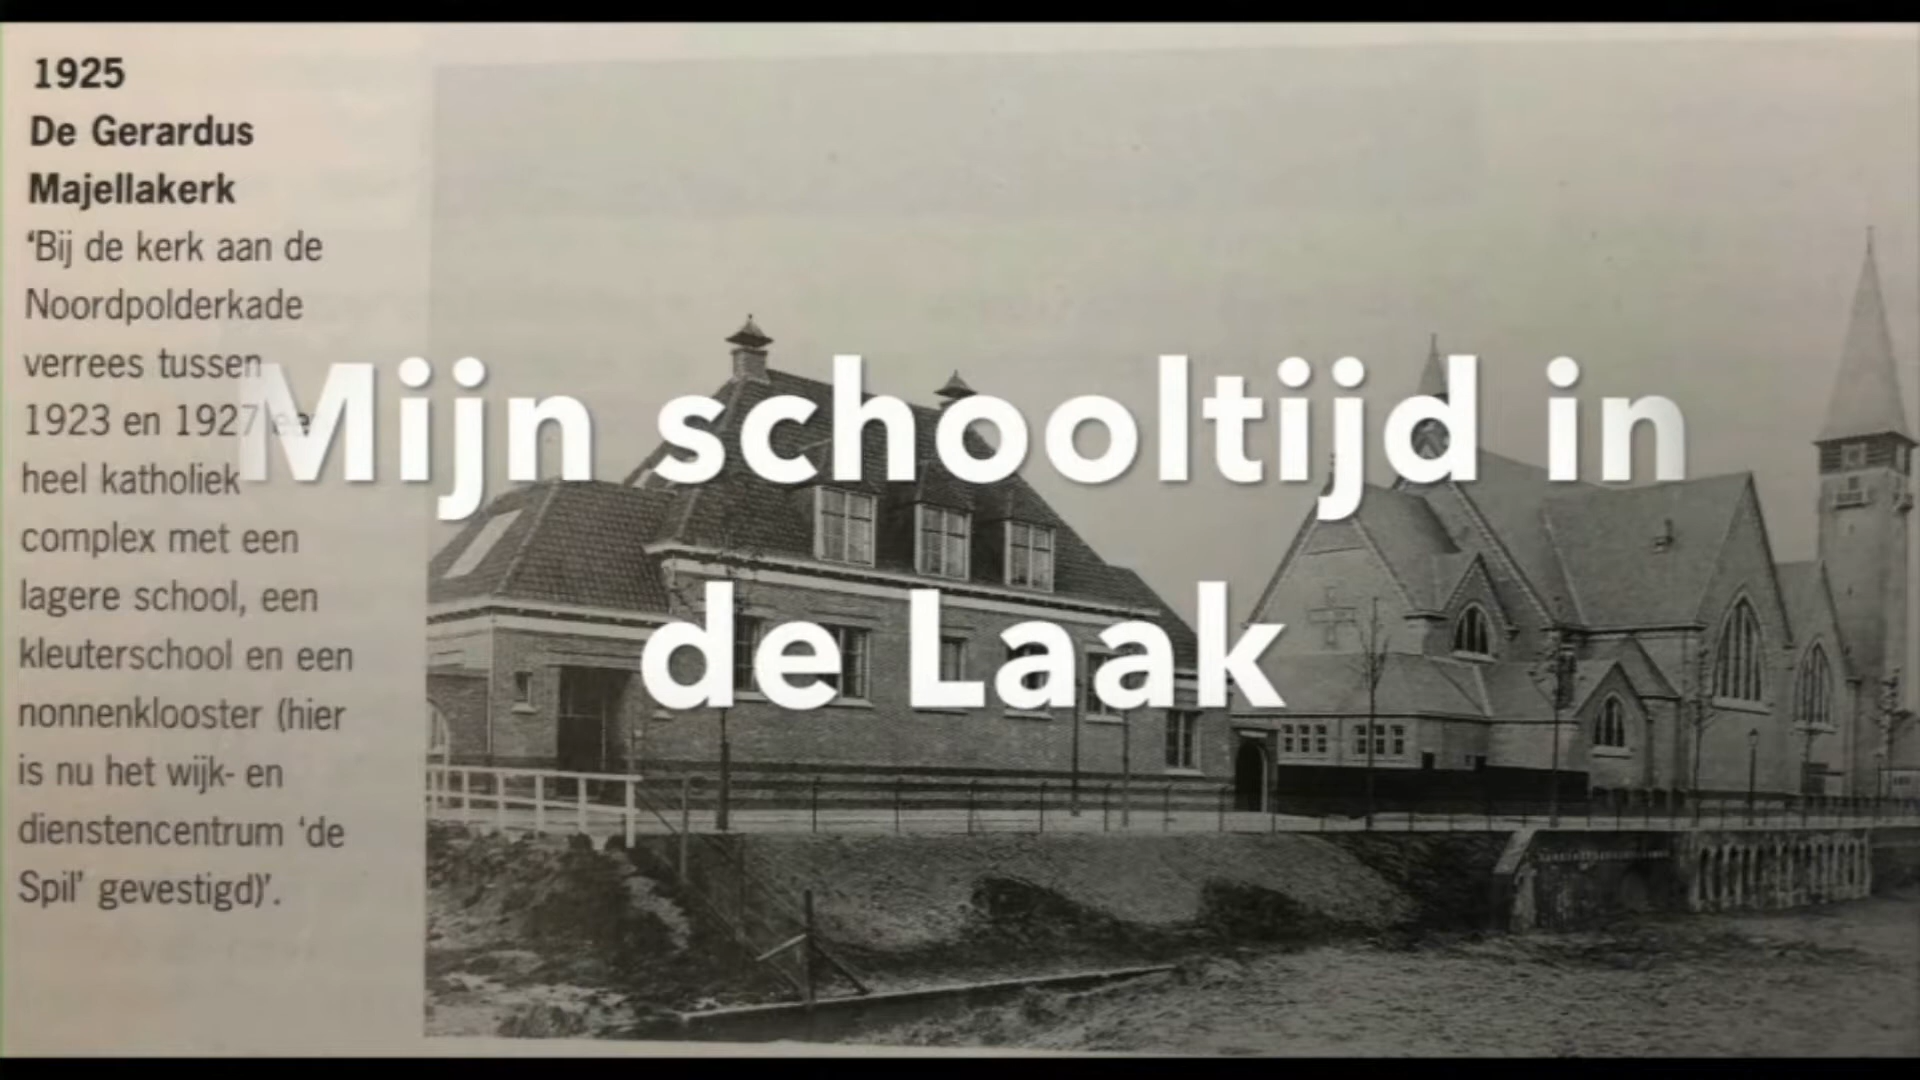 1925
De Gerardus
Majellakerk
‘Bij de kerk aan de
Noordpolderkade
verrees tussen
1923 en 1927 een
heel katholiek
complex met een
lagere school, een
kleuterschool en een
nonnenklooster (hier
is nu het wijk- en
dienstencentrum ‘de
Spil’ gevestigd)’.
Mijn schooltijd in
de Laak